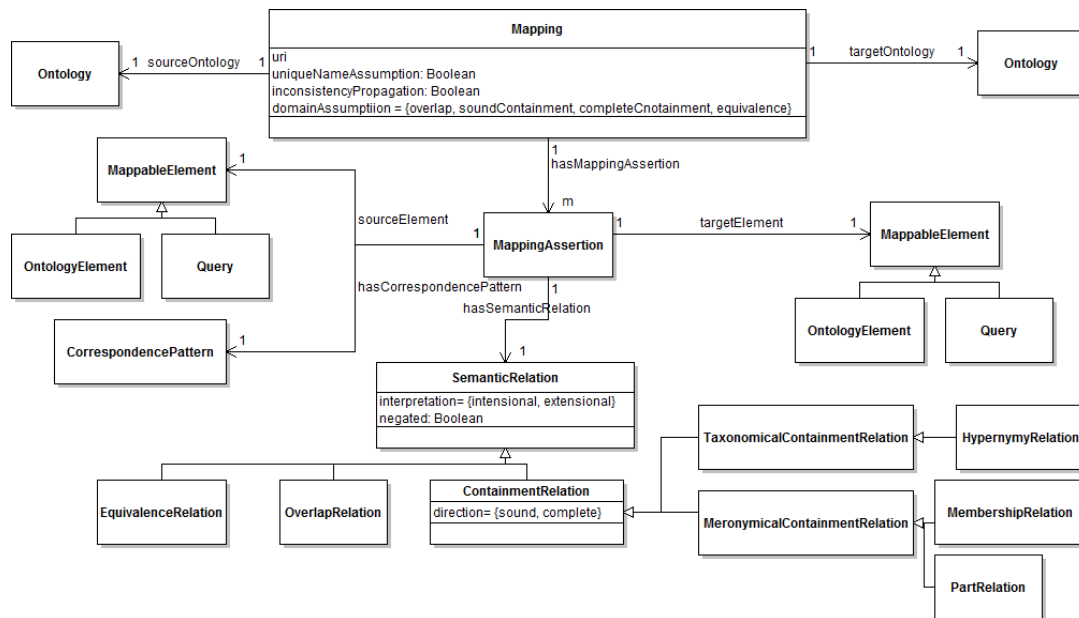 Mapping
uri
uniqueNameAssumption: Boolean
inconsistencyPropagation: Boolean
domainAssumptiion = {overlap, soundContainment, completeCnotainment, equivalence}
Ontology
1
sourceOntology
1
1
targetOntology
1
Ontology
1
hasMappingAssertion
m
MappableElement
1
OntologyElement
Query
sourceElement
1
MappingAssertion
1
targetElement
1
MappableElement
OntologyElement
Query
hasCorrespondencePattern
1
CorrespondencePattern
1
hasSemanticRelation
1
SemanticRelation
interpretation= {intensional, extensional}
negated: Boolean
EquivalenceRelation
OverlapRelation
ContainmentRelation
direction= {sound, complete}
TaxonomicalContainmentRelation
HypernymyRelation
MeronymicalContainmentRelation
MembershipRelation
PartRelation